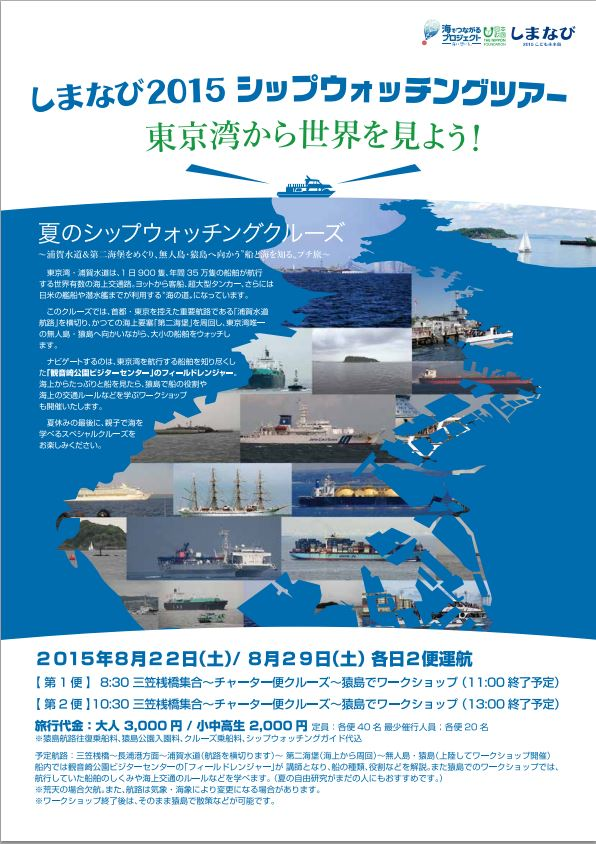 海でつながる
プロジェクト
日本財団
THE NIPPON
FOUNDATION
しまなび
2015 こども未来島
しまなび2015 シップウォッチングツアー
東京湾から世界を見よう!
夏のシップウォッチングクルーズ
～浦賀水道＆第二海堡をめぐり、無人島・猿島へ向かう"船と海を知る。プチ旅～
東京湾・浦賀水道は、1日900隻、年間35万隻の船舶が航行
する世界有数の海上交通路。ヨットから客船、超大型タンカー、さらには
日米の艦船や潜水艦までが利用する"海の道。になっています。
このクルーズでは、首都・東京を控えた重要航路である「浦賀水道
航路」を横切り、かつての海上要塞「第二海堡」を周回し、東京湾唯一
の無人島・猿島へ向かいながら、大小の船舶をウォッチし
ます。
ナビゲートするのは、東京湾を航行する船舶を知り尽くし
た「観音崎公園ビジターセンター」のフィールドレンジャー。
海上からたっぷりと船を見たら、猿島で船の役割や
海上の交通ルールなどを学ぶワークショップ
も開催いたします。
夏休みの最後に、親子で海を
学べるスペシャルクルーズを
お楽しみください。
2015年8月22日(土)/ 8月29日(土) 各日2便運航
【 第1便 】 8:30 三笠桟橋集合～チャーター便クルーズ～猿島でワークショップ (11:00 終了予定)
【 第2便 】10:30 三笠桟橋集合～チャーター便クルーズ～猿島でワークショップ (13:00 終了予定)
旅行代金：大人 3,000円 / 小中高生 2,000円 定員：各便40名 最少催行人員：各便20名
※猿島航路往復乗船料、猿島公園入園料、クルーズ乗船料、シップウォッチングガイド代込
予定航路：三笠桟橋～長浦港方面～浦賀水道(航路を横切ります)～ 第二海堡(海上から周回)～無人島・猿島(上陸してワークショップ開催)
船内では観音崎公園ビジターセンターの「フィールドレンジャー」が 講師となり、船の種類、役割などを解説。また猿島でのワークショップでは、
航行していた船舶のしくみや海上交通のルールなどを学べます。(夏の自由研究がまだの人にもおすすめです。)
※荒天の場合欠航。また、航路は気象・海象により変更になる場合があります。
※ワークショップ終了後は、そのまま猿島で散策などが可能です。